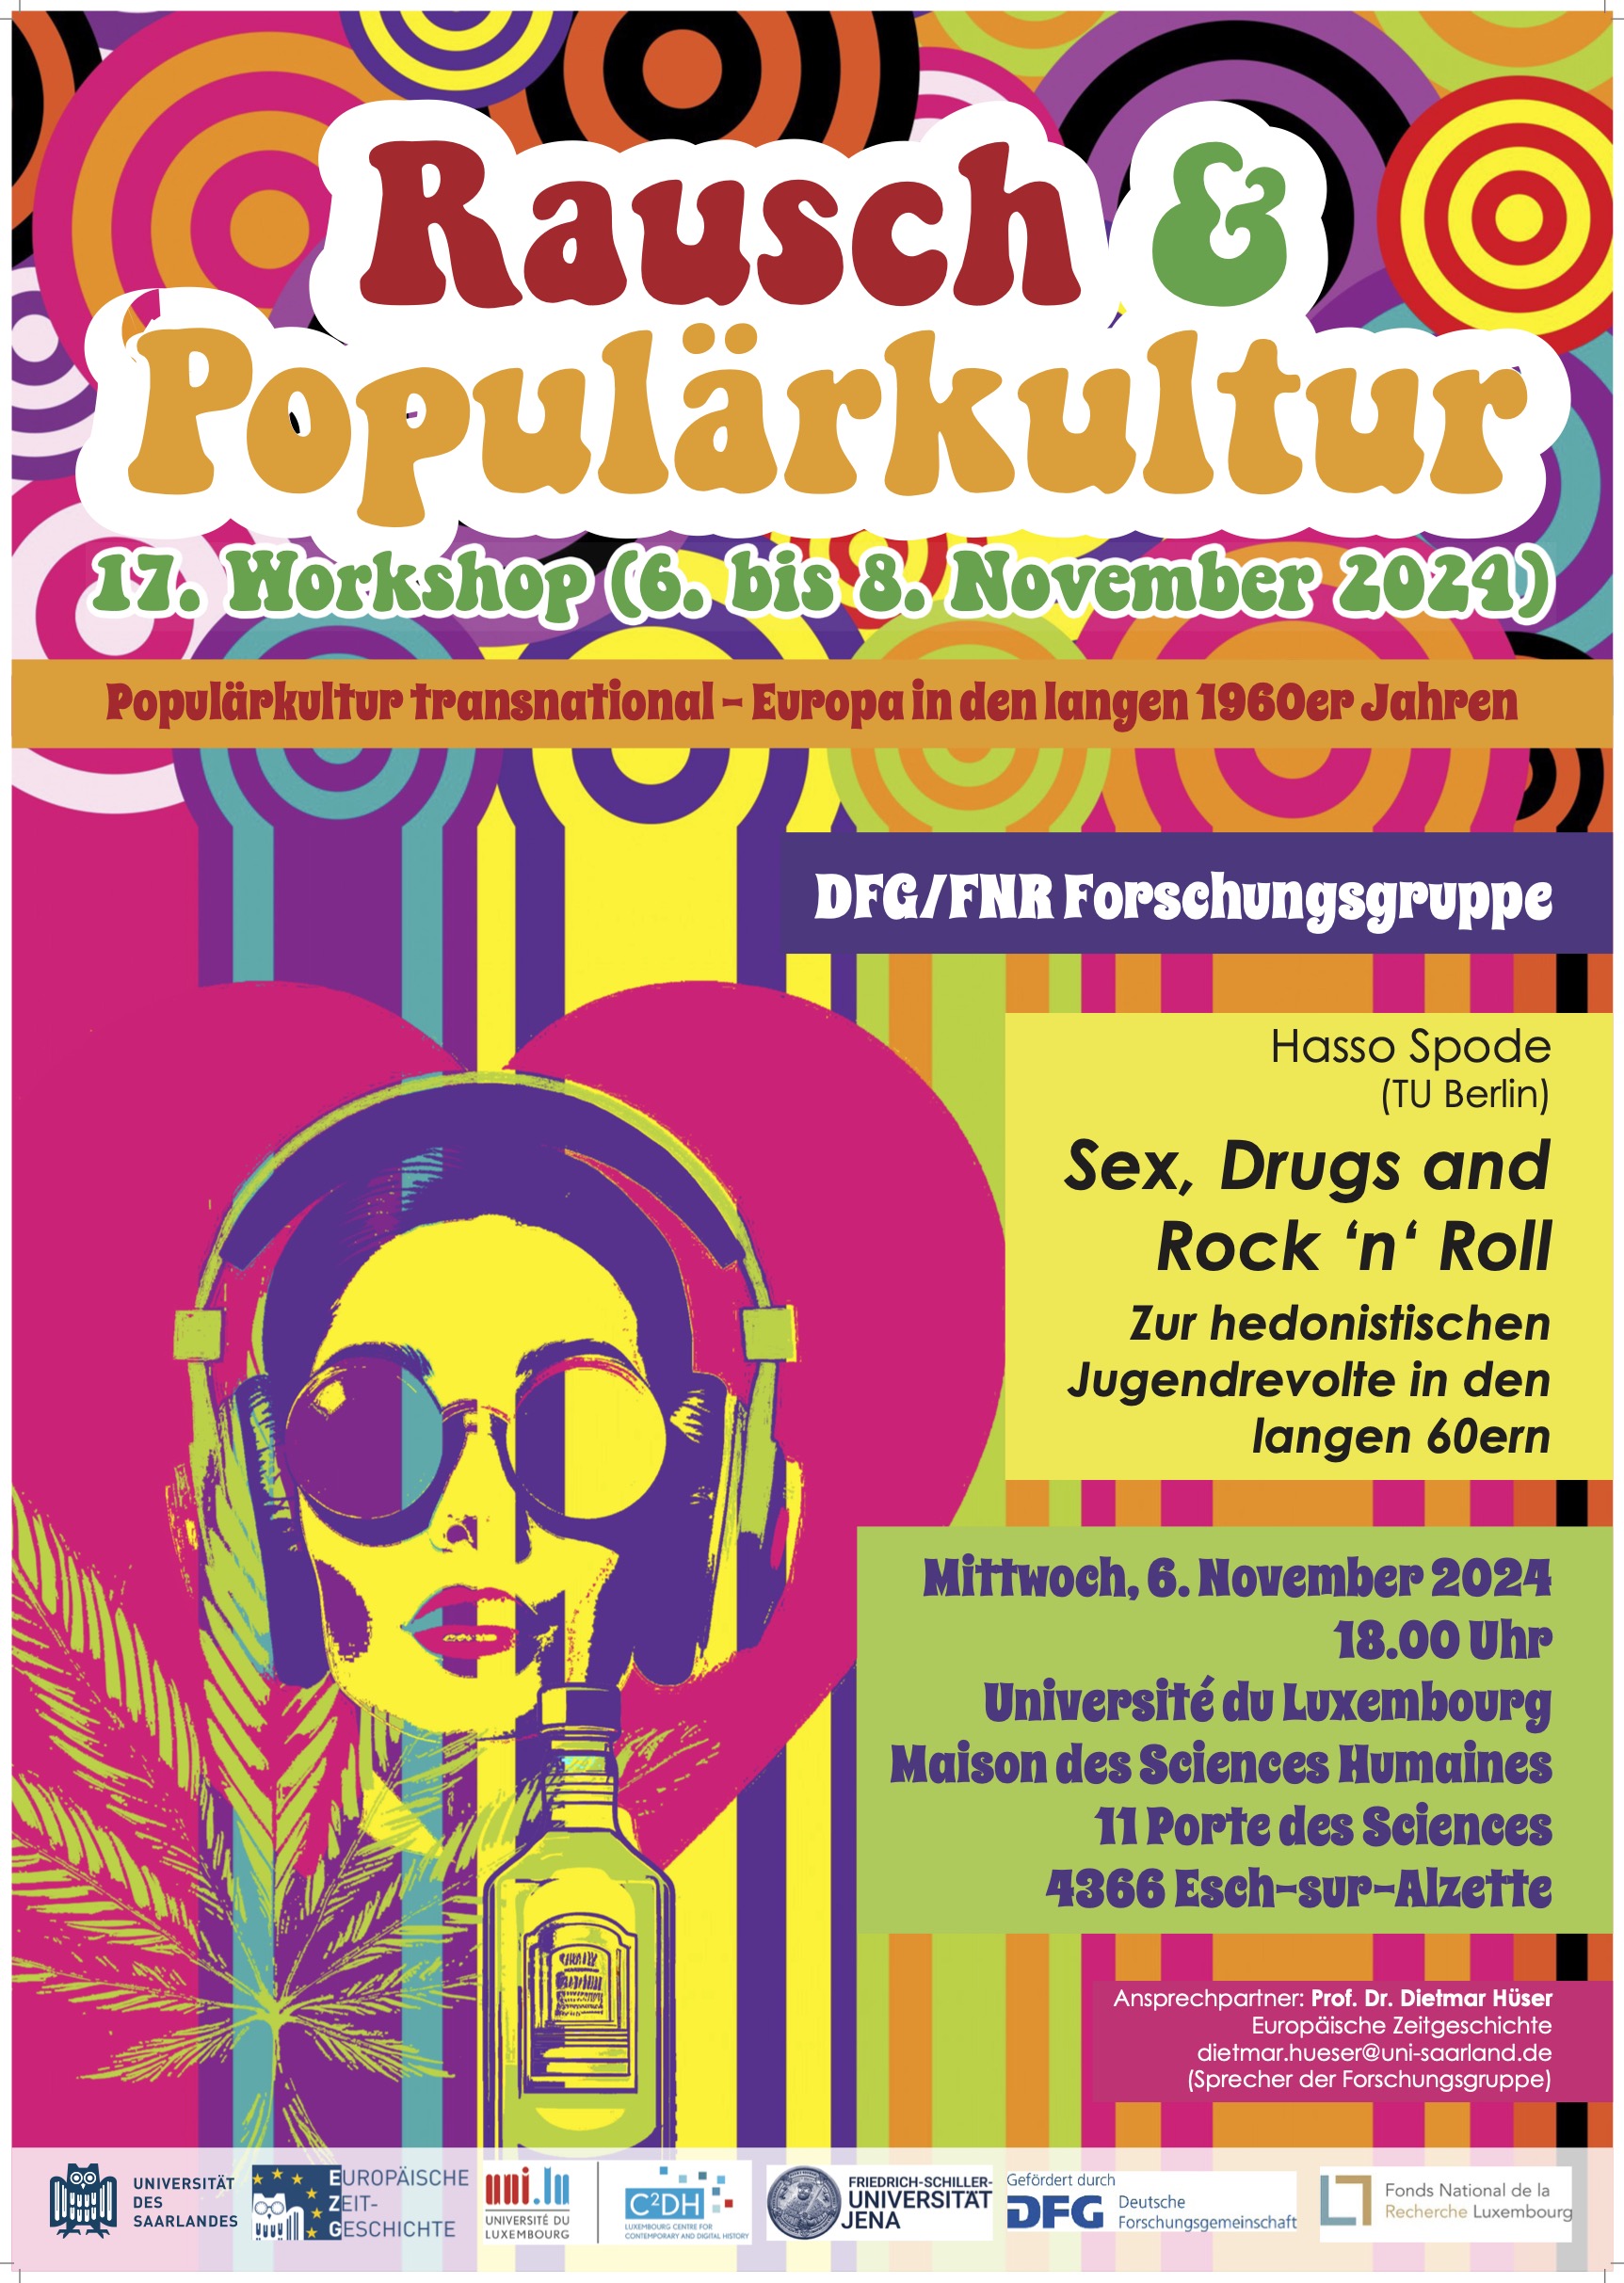 Rausch &
Populärkultur
17. Workshop (6. bis 8. November 2024)
Populärkultur transnational – Europa in den langen 1960er Jahren
DFG/FNR Forschungsgruppe
Hasso Spode
(TU Berlin)
Sex, Drugs and
Rock ‘n‘ Roll
Zur hedonistischen
Jugendrevolte in den
langen 60ern
Mittwoch, 6. November 2024
18.00 Uhr
Université du Luxembourg
Maison des Sciences Humaines
11 Porte des Sciences
4366 Esch-sur-Alzette
Ansprechpartner: Prof. Dr. Dietmar Hüser
Europäische Zeitgeschichte
dietmar.hueser@uni-saarland.de
(Sprecher der Forschungsgruppe)
UNIVERSITÄT
DES
SAARLANDES
EUROPÄISCHE
ZEIT-
GESCHICHTE
uni.lu
UNIVERSITÉ DU
LUXEMBOURG
C²DH
LUXEMBOURG CENTRE FOR
CONTEMPORARY AND DIGITAL HISTORY
FRIEDRICH-SCHILLER-
UNIVERSITÄT
JENA
Gefördert durch
DFG Deutsche
Forschungsgemeinschaft
Fonds National de la
Recherche Luxembourg